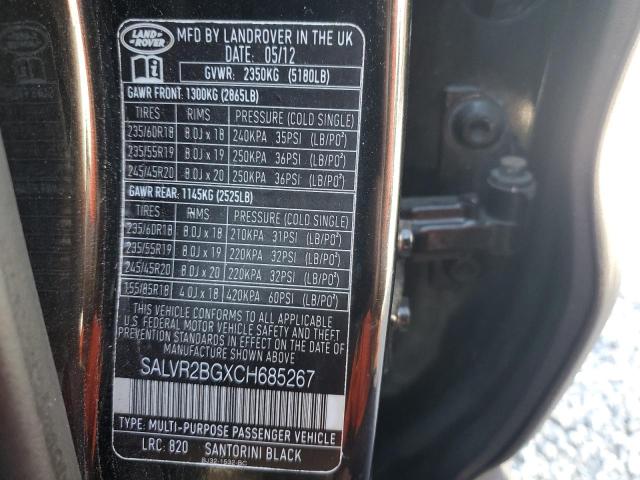 LAND-
ROVER
MFD BY LANDROVER IN THE UK
DATE: 05/12
GVWR: 2350KG (5180LB)
GAWR FRONT: 1300KG (2865LB)
TIRES RIMS PRESSURE (COLD SINGLE)
235/60R18 8.0J x 18 240KPA 35PSI (LB/PO²)
235/55R19 8.0J x 19 250KPA 36PSI (LB/PO²)
245/45R20 8.0J x 20 250KPA 36PSI (LB/PO²)
GAWR REAR: 1145KG (2525LB)
TIRES RIMS PRESSURE (COLD SINGLE)
235/60R18 8.0J x 18 210KPA 31PSI (LB/PO²)
235/55R19 8.0J x 19 220KPA 32PSI (LB/PO²)
245/45R20 8.0J x 20 220KPA 32PSI (LB/PO²)
155/85R18 4.0J x 18 420KPA 60PSI (LB/PO²)
THIS VEHICLE CONFORMS TO ALL APPLICABLE
U.S. FEDERAL MOTOR VEHICLE SAFETY AND THEFT
PREVENTION STANDARDS IN EFFECT ON THE DATE
OF MANUFACTURE SHOWN ABOVE
SALVR2BGXCH685267
TYPE: MULTI-PURPOSE PASSENGER VEHICLE
LRC: 820 SANTORINI BLACK